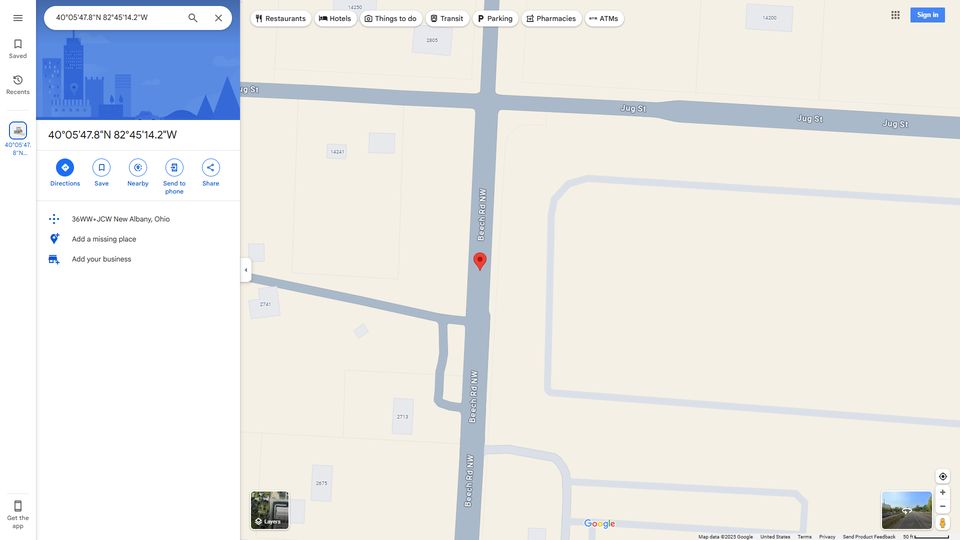 40°05'47.8"N 82°45'14.2"W
Restaurants
Hotels
Things to do
Transit
Parking
Pharmacies
ATMs
Sign in
Saved
Recents
40°05'47.
8"N...
40°05'47.8"N 82°45'14.2"W
Directions
Save
Nearby
Send to
phone
Share
36WW+JCW New Albany, Ohio
Add a missing place
Add your business
Get the
app
14250
2805
14200
ug St
Jug St
Jug St
Jug St
14241
Beech Rd NW
2741
Beech Rd NW
2713
Beech Rd NW
2675
Layers
Google
Map data ©2025 Google
United States
Terms
Privacy
Send Product Feedback
50 ft